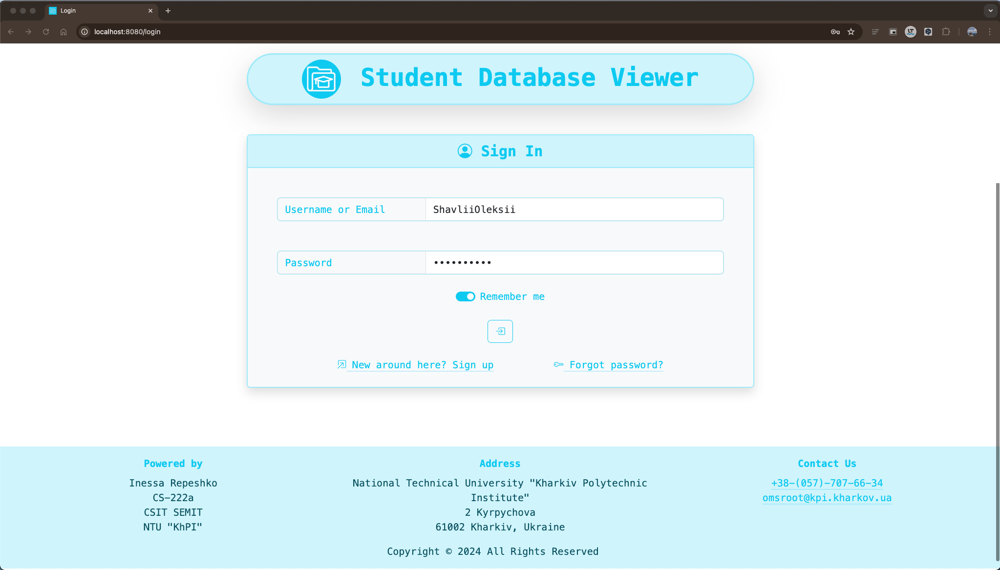 Login
localhost:8080/login
Student Database Viewer
Sign In
Username or Email
ShavliiOleksii
Password
••••••••••
Remember me
New around here? Sign up
Forgot password?
Powered by
Inessa Repeshko
CS-222a
CSIT SEMIT
NTU "KhPI"
Address
National Technical University "Kharkiv Polytechnic
Institute"
2 Kyrpychova
61002 Kharkiv, Ukraine
Contact Us
+38-(057)-707-66-34
omsroot@kpi.kharkov.ua
Copyright © 2024 All Rights Reserved